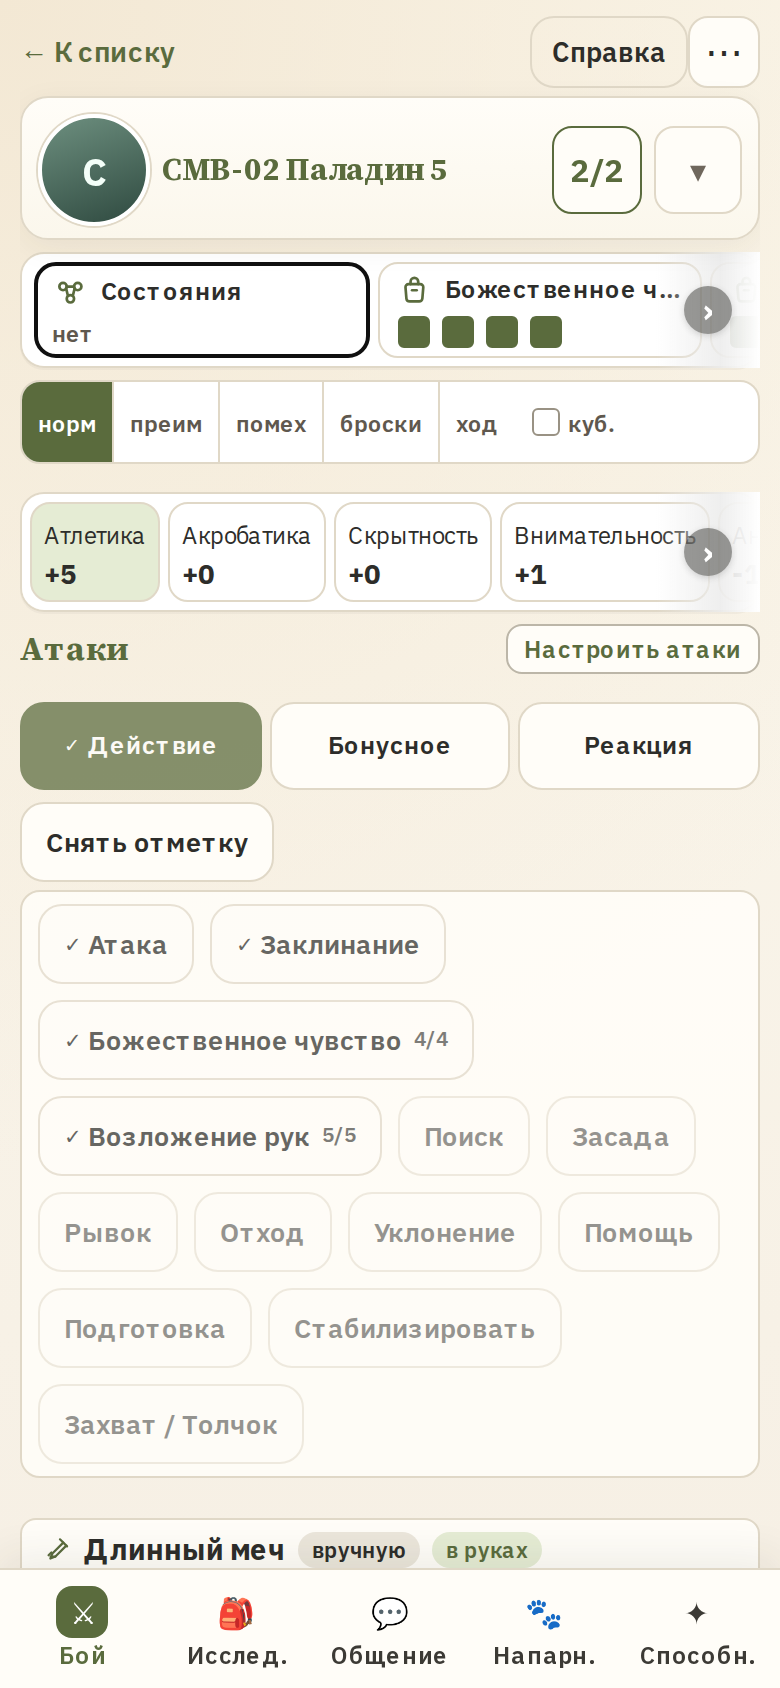 ← К списку
Справка
...
С
СМВ-02 Паладин 5
2/2
▼
Состояния
нет
Божественное ч...
›
норм
преим
помех
броски
ход
куб.
Атлетика
+5
Акробатика
+0
Скрытность
+0
Внимательность
+1
›
Атаки
Настроить атаки
✓ Действие
Бонусное
Реакция
Снять отметку
✓ Атака
✓ Заклинание
✓ Божественное чувство 4/4
✓ Возложение рук 5/5
Поиск
Засада
Рывок
Отход
Уклонение
Помощь
Подготовка
Стабилизировать
Захват / Толчок
Длинный меч
вручную
в руках
Бой
Исслед.
Общение
Напарн.
Способн.